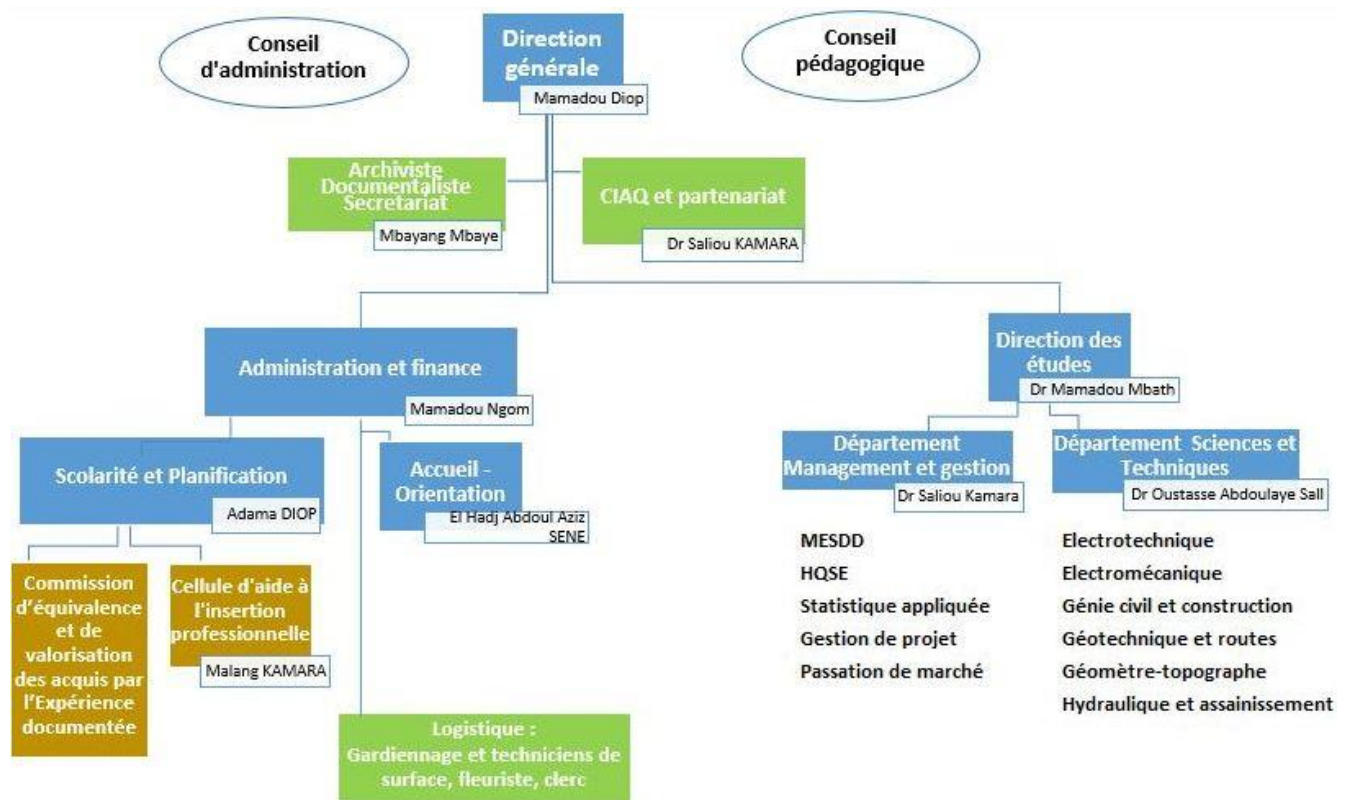 Conseil
d'administration
Direction
générale
Mamadou Diop
Conseil
pédagogique
Archiviste
Documentaliste
Secrétariat
Mbayang Mbaye
CIAQ et partenariat
Dr Saliou KAMARA
Administration et finance
Mamadou Ngom
Direction des
études
Dr Mamadou Mbath
Scolarité et Planification
Adama DIOP
Accueil -
Orientation
El Hadj Abdoul Aziz
SENE
Département
Management et gestion
Dr Saliou Kamara
Département Sciences et
Techniques
Dr Oustasse Abdoulaye Sall
Commission
d'équivalence
et de
valorisation
des acquis par
l'Expérience
documentée
Cellule d'aide à
l'insertion
professionnelle
Malang KAMARA
Logistique :
Gardiennage et techniciens de
surface, fleuriste, clerc
MESDD
HQSE
Statistique appliquée
Gestion de projet
Passation de marché
Electrotechnique
Electromécanique
Génie civil et construction
Géotechnique et routes
Géomètre-topographe
Hydraulique et assainissement